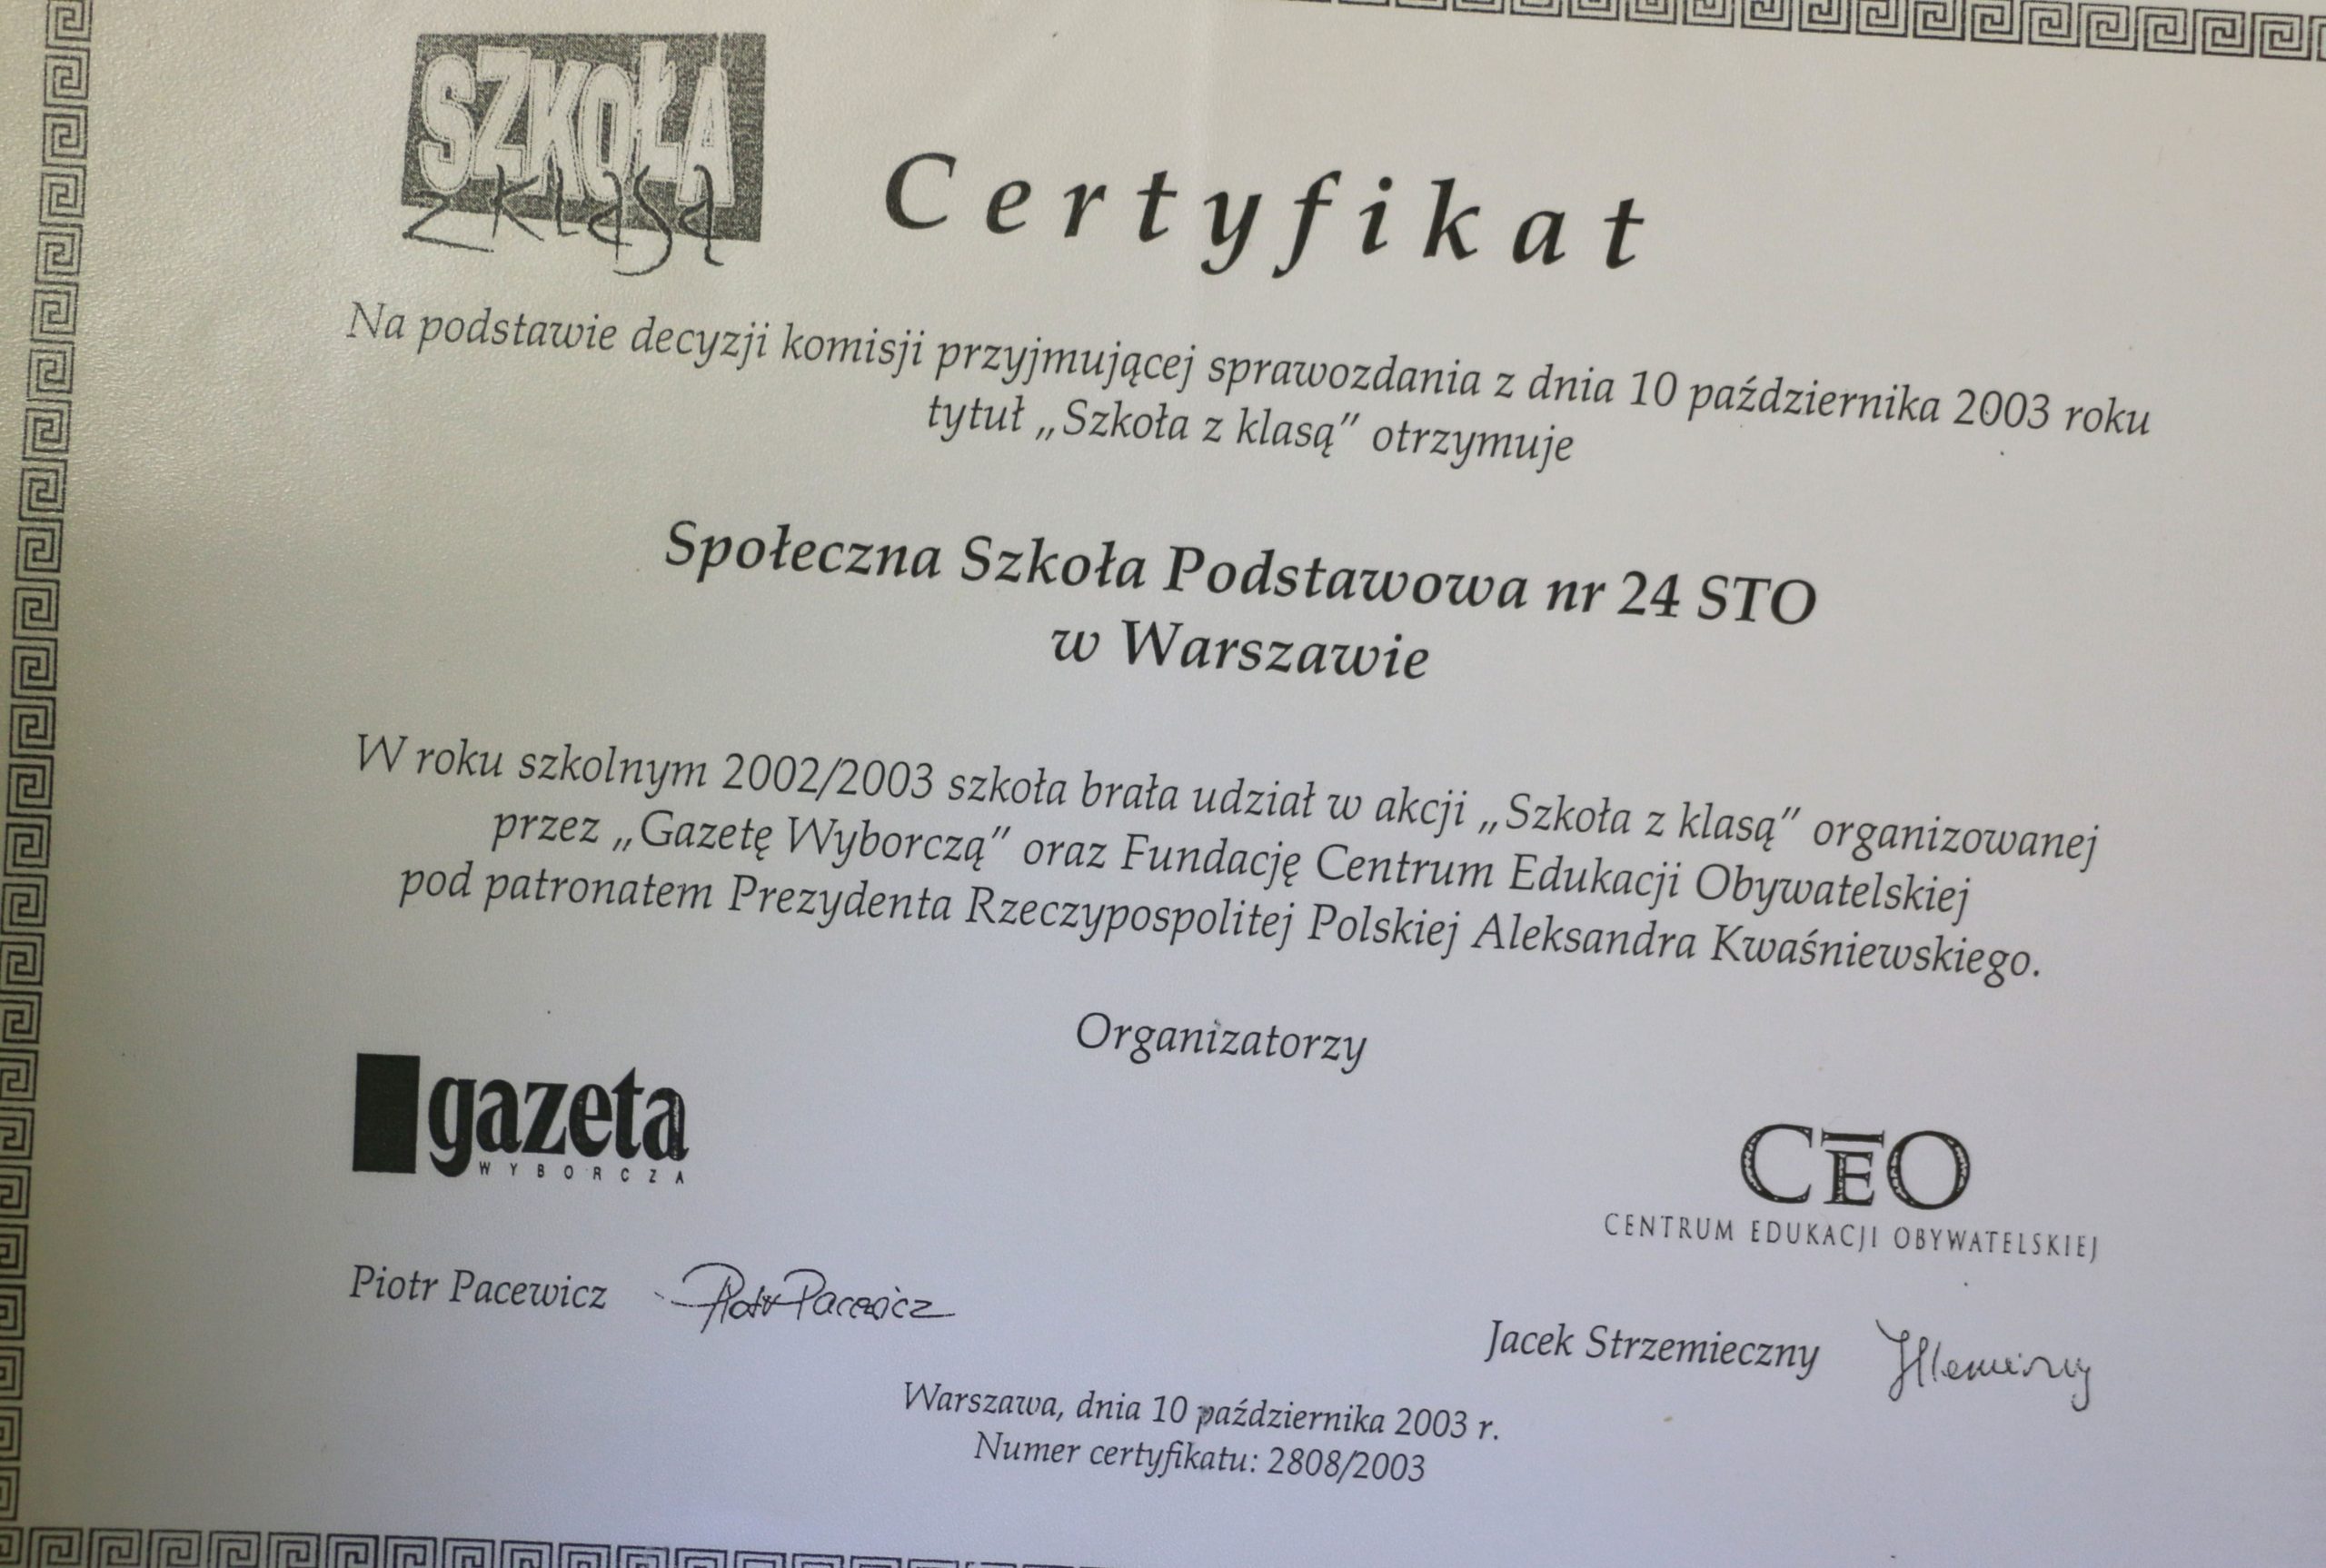 SZKOŁA
z klasą
Certyfikat
Na podstawie decyzji komisji przyjmującej sprawozdania z dnia 10 października 2003 roku
tytuł „Szkoła z klasą” otrzymuje
Społeczna Szkoła Podstawowa nr 24 STO
w Warszawie
W roku szkolnym 2002/2003 szkoła brała udział w akcji „Szkoła z klasą” organizowanej
przez „Gazetę Wyborczą” oraz Fundację Centrum Edukacji Obywatelskiej
pod patronatem Prezydenta Rzeczypospolitej Polskiej Aleksandra Kwaśniewskiego.
Organizatorzy
gazeta
WYBORCZA
CEO
CENTRUM EDUKACJI OBYWATELSKIEJ
Piotr Pacewicz Piotr Pacewicz
Jacek Strzemieczny
Warszawa, dnia 10 października 2003 r.
Numer certyfikatu: 2808/2003